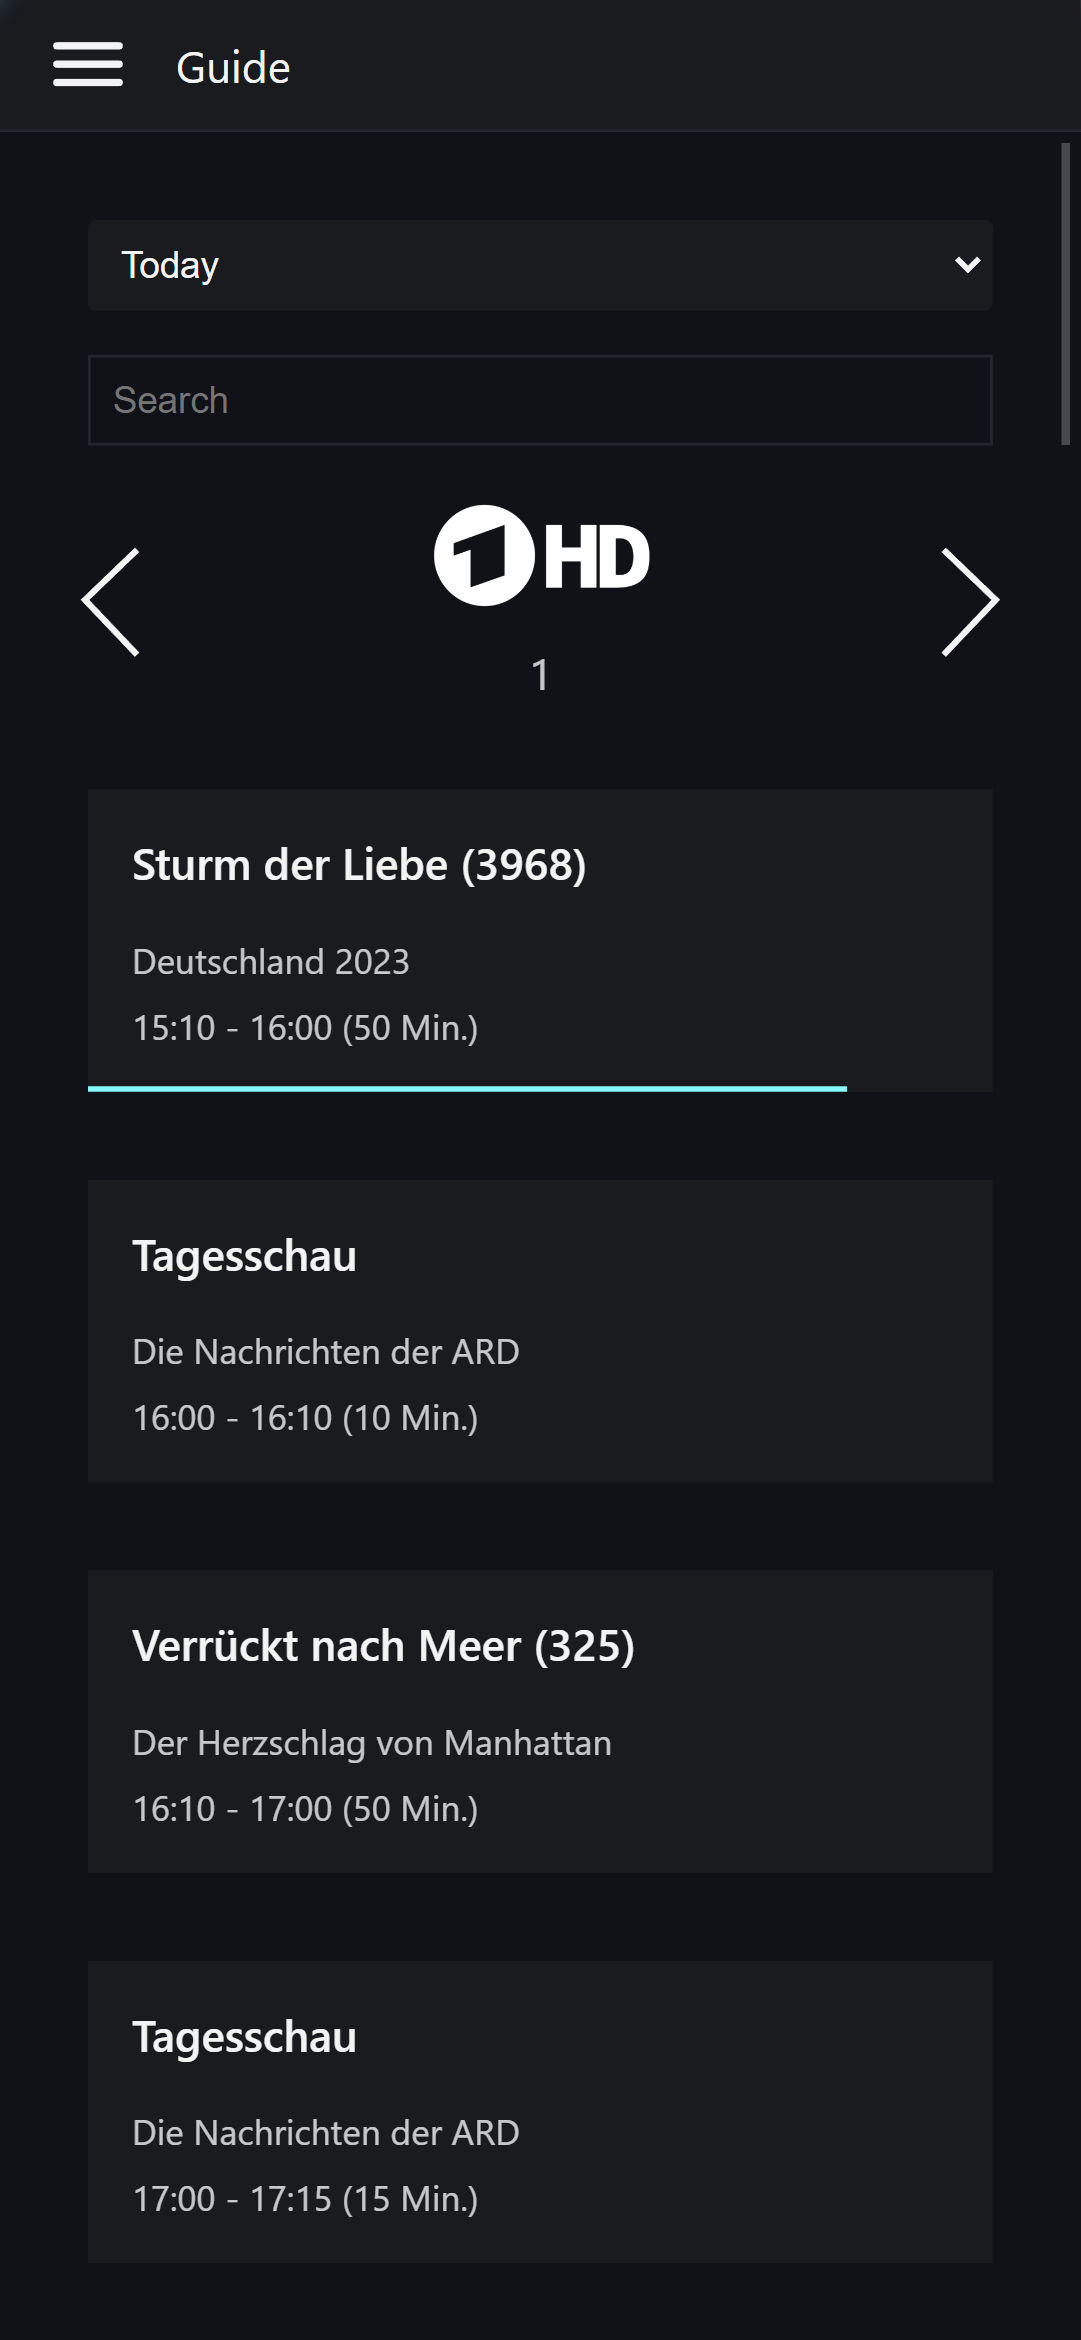 Guide
Today
Search
1 HD
1
Sturm der Liebe (3968)
Deutschland 2023
15:10 - 16:00 (50 Min.)
Tagesschau
Die Nachrichten der ARD
16:00 - 16:10 (10 Min.)
Verrückt nach Meer (325)
Der Herzschlag von Manhattan
16:10 - 17:00 (50 Min.)
Tagesschau
Die Nachrichten der ARD
17:00 - 17:15 (15 Min.)